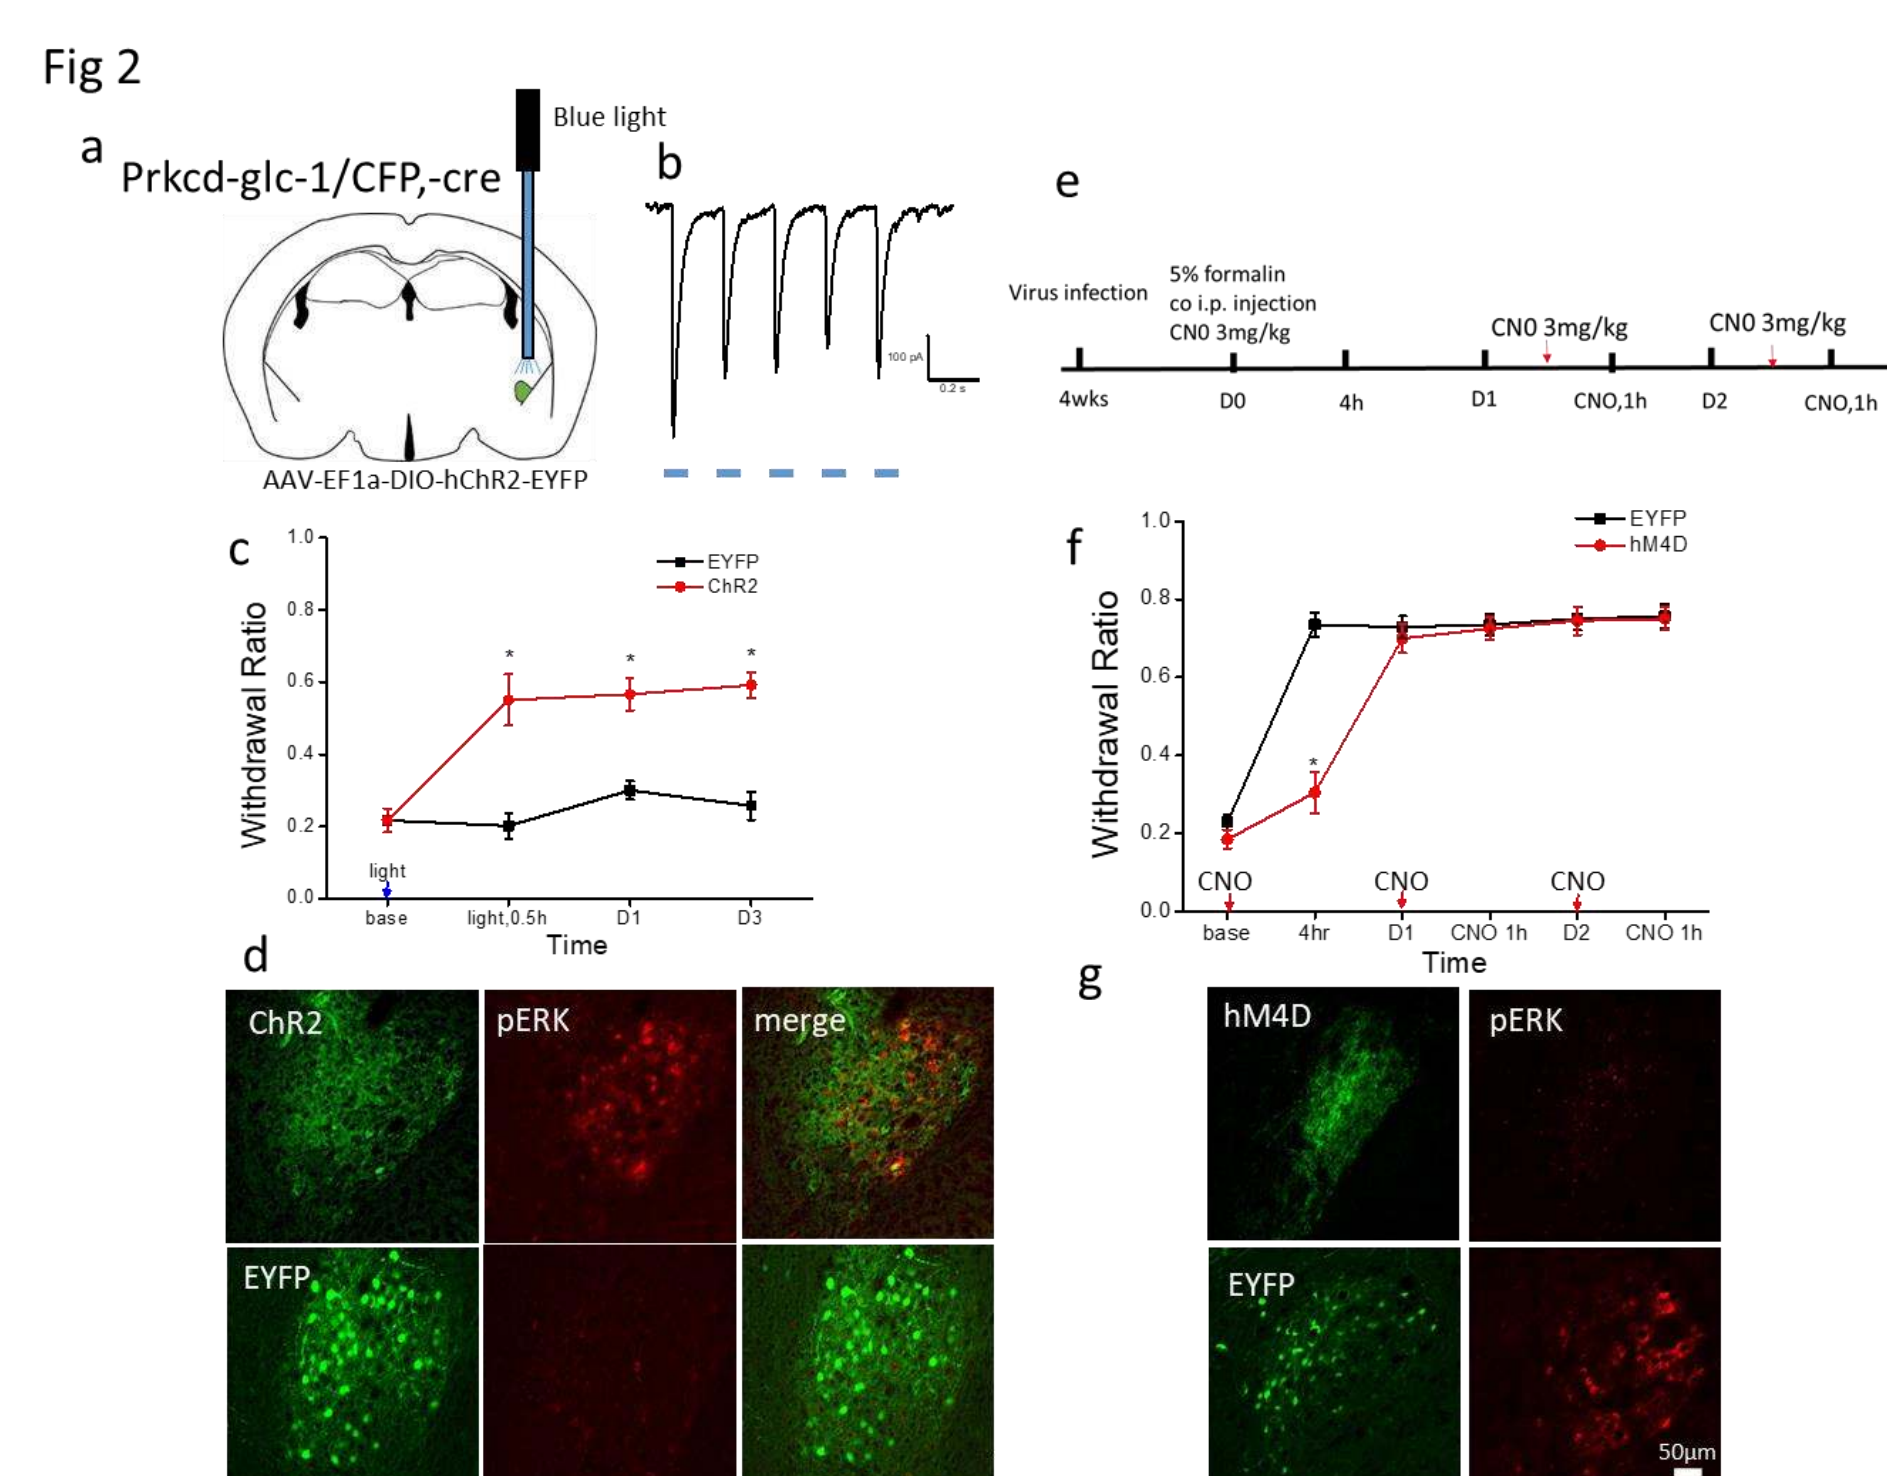 Fig 2
a
Prkcd-glc-1/CFP,-cre
Blue light
AAV-EF1a-DIO-hChR2-EYFP
b
100 pA
0.2 s
e
Virus infection
5% formalin
co i.p. injection
CN0 3mg/kg
CN0 3mg/kg
CN0 3mg/kg
4wks
D0
4h
D1
CNO,1h
D2
CNO,1h
c
1.0
0.8
0.6
0.4
0.2
0.0
Withdrawal Ratio
EYFP
ChR2
*
*
*
light
base
light,0.5h
D1
D3
Time
f
1.0
0.8
0.6
0.4
0.2
0.0
Withdrawal Ratio
EYFP
hM4D
*
CNO
CNO
CNO
base
4hr
D1
CNO 1h
D2
CNO 1h
Time
d
ChR2
pERK
merge
EYFP
g
hM4D
pERK
EYFP
50µm